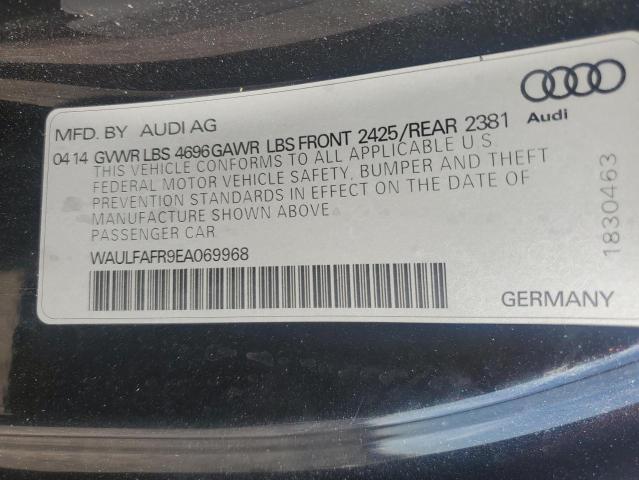 MFD. BY AUDI AG
Audi
0414 GVWR LBS 4696 GAWR LBS FRONT 2425/REAR 2381
THIS VEHICLE CONFORMS TO ALL APPLICABLE U.S.
FEDERAL MOTOR VEHICLE SAFETY, BUMPER AND THEFT
PREVENTION STANDARDS IN EFFECT ON THE DATE OF
MANUFACTURE SHOWN ABOVE.
PASSENGER CAR
WAULFAFR9EA069968
GERMANY
1830463